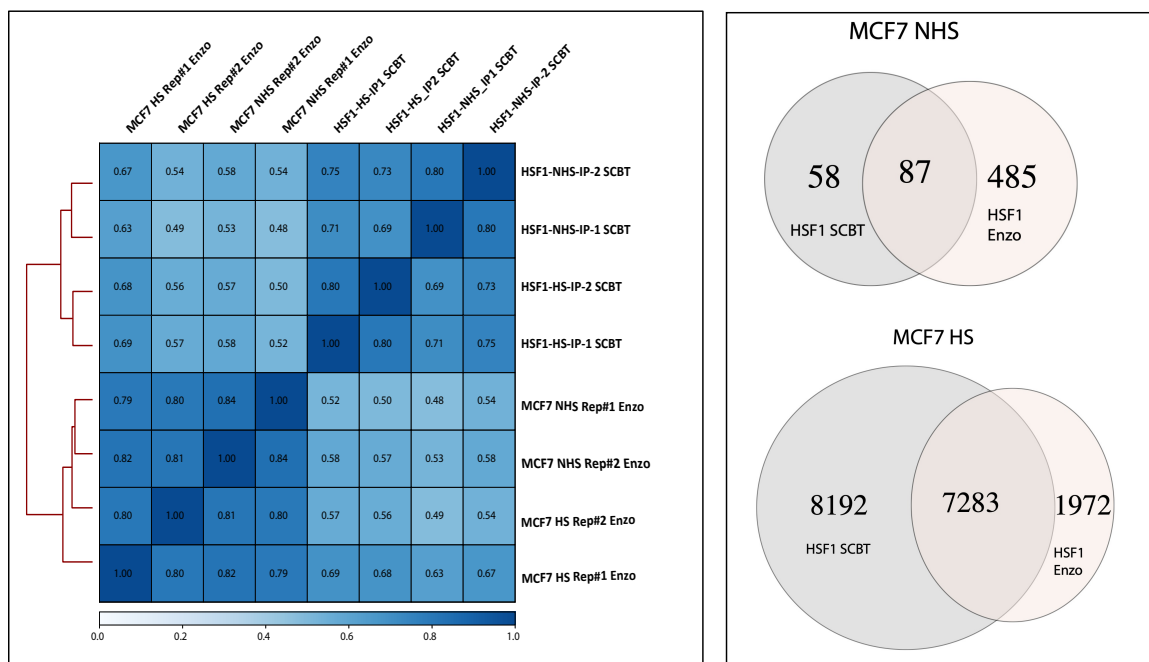 MCF7 HS Rep#1 Enzo
MCF7 HS Rep#2 Enzo
MCF7 NHS Rep#2 Enzo
MCF7 NHS Rep#1 Enzo
HSF1-HS-IP1 SCBT
HSF1-HS_IP2 SCBT
HSF1-NHS_IP1 SCBT
HSF1-NHS-IP-2 SCBT
0.67 0.54 0.58 0.54 0.75 0.73 0.80 1.00 HSF1-NHS-IP-2 SCBT
0.63 0.49 0.53 0.48 0.71 0.69 1.00 0.80 HSF1-NHS-IP-1 SCBT
0.68 0.56 0.57 0.50 0.80 1.00 0.69 0.73 HSF1-HS-IP-2 SCBT
0.69 0.57 0.58 0.52 1.00 0.80 0.71 0.75 HSF1-HS-IP-1 SCBT
0.79 0.80 0.84 1.00 0.52 0.50 0.48 0.54 MCF7 NHS Rep#1 Enzo
0.82 0.81 1.00 0.84 0.58 0.57 0.53 0.58 MCF7 NHS Rep#2 Enzo
0.80 1.00 0.81 0.80 0.57 0.56 0.49 0.54 MCF7 HS Rep#2 Enzo
1.00 0.80 0.82 0.79 0.69 0.68 0.63 0.67 MCF7 HS Rep#1 Enzo
0.0 0.2 0.4 0.6 0.8 1.0
MCF7 NHS
58 87 485
HSF1 SCBT
HSF1
Enzo
MCF7 HS
8192 7283 1972
HSF1 SCBT
HSF1
Enzo